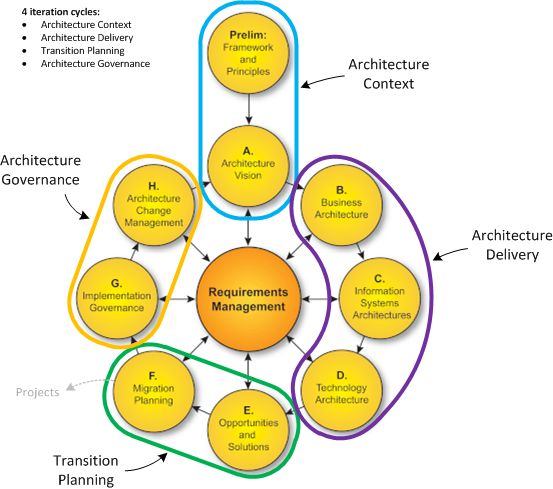 4 iteration cycles:
• Architecture Context
• Architecture Delivery
• Transition Planning
• Architecture Governance
Prelim:
Framework
and
Principles
Architecture
Context
A.
Architecture
Vision
Architecture
Governance
H.
Architecture
Change
Management
B.
Business
Architecture
Architecture
Delivery
G.
Implementation
Governance
Requirements
Management
C.
Information
Systems
Architectures
Projects
F.
Migration
Planning
D.
Technology
Architecture
E.
Opportunities
and
Solutions
Transition
Planning